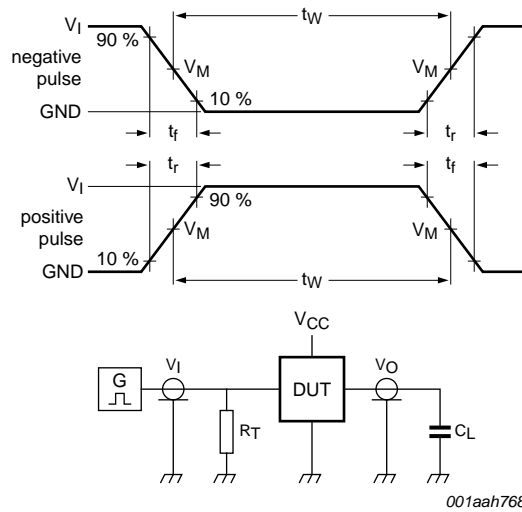 tW
VI
90 %
negative
pulse
VM
VM
10 %
GND
tf
tr
tr
tf
VI
90 %
positive
pulse
VM
VM
10 %
GND
tW
VCC
VI
VO
G
DUT
RT
CL
001aah768